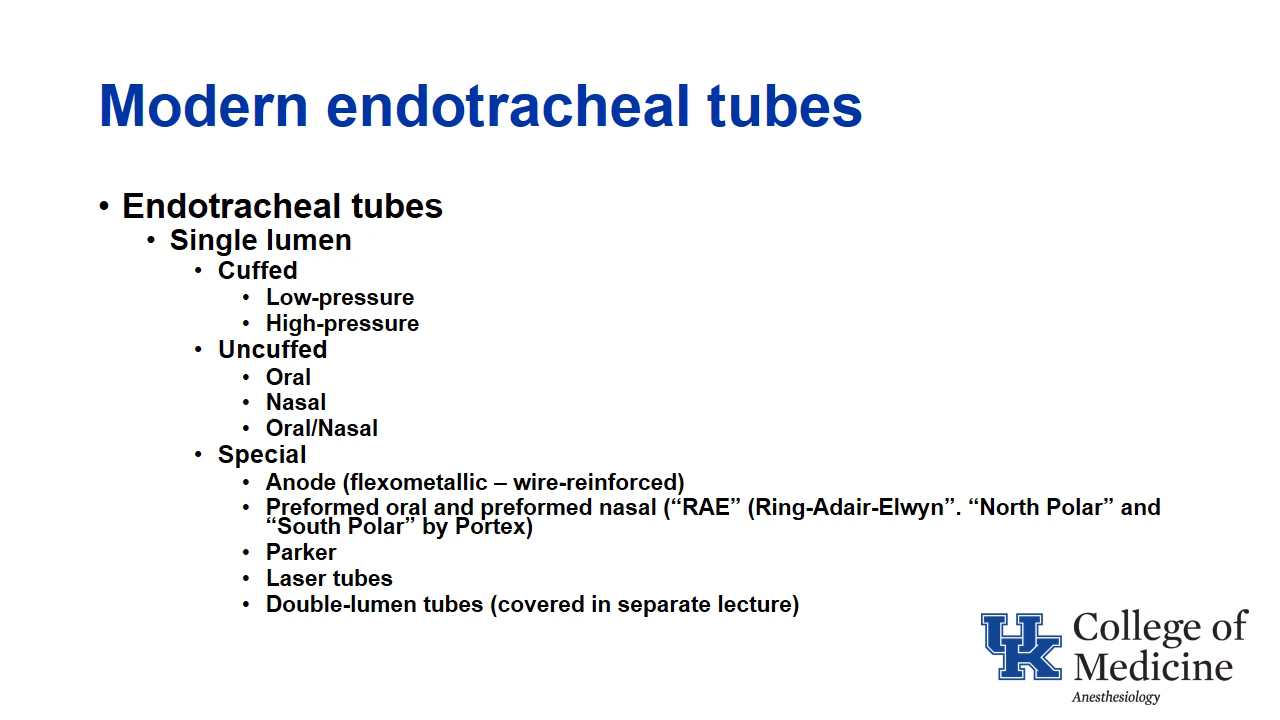 Modern endotracheal tubes
• Endotracheal tubes
• Single lumen
• Cuffed
• Low-pressure
• High-pressure
• Uncuffed
• Oral
• Nasal
• Oral/Nasal
• Special
• Anode (flexometallic – wire-reinforced)
• Preformed oral and preformed nasal (“RAE” (Ring-Adair-Elwyn”. “North Polar” and
“South Polar” by Portex)
• Parker
• Laser tubes
• Double-lumen tubes (covered in separate lecture)
UK
College of
Medicine
Anesthesiology